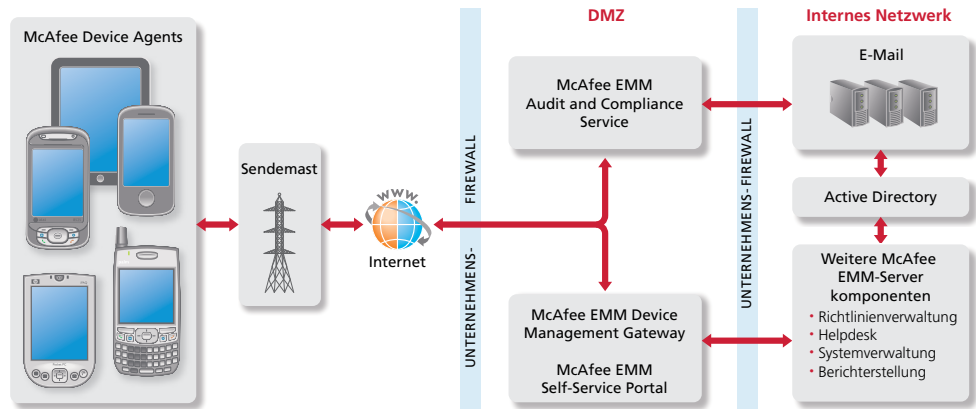 McAfee Device Agents
Sendemast
WWW.
Internet
UNTERNEHMENS- FIREWALL
DMZ
McAfee EMM
Audit and Compliance
Service
McAfee EMM Device
Management Gateway
McAfee EMM
Self-Service Portal
UNTERNEHMENS-FIREWALL
Internes Netzwerk
E-Mail
Active Directory
Weitere McAfee
EMM-Server
komponenten
• Richtlinienverwaltung
• Helpdesk
• Systemverwaltung
• Berichterstellung